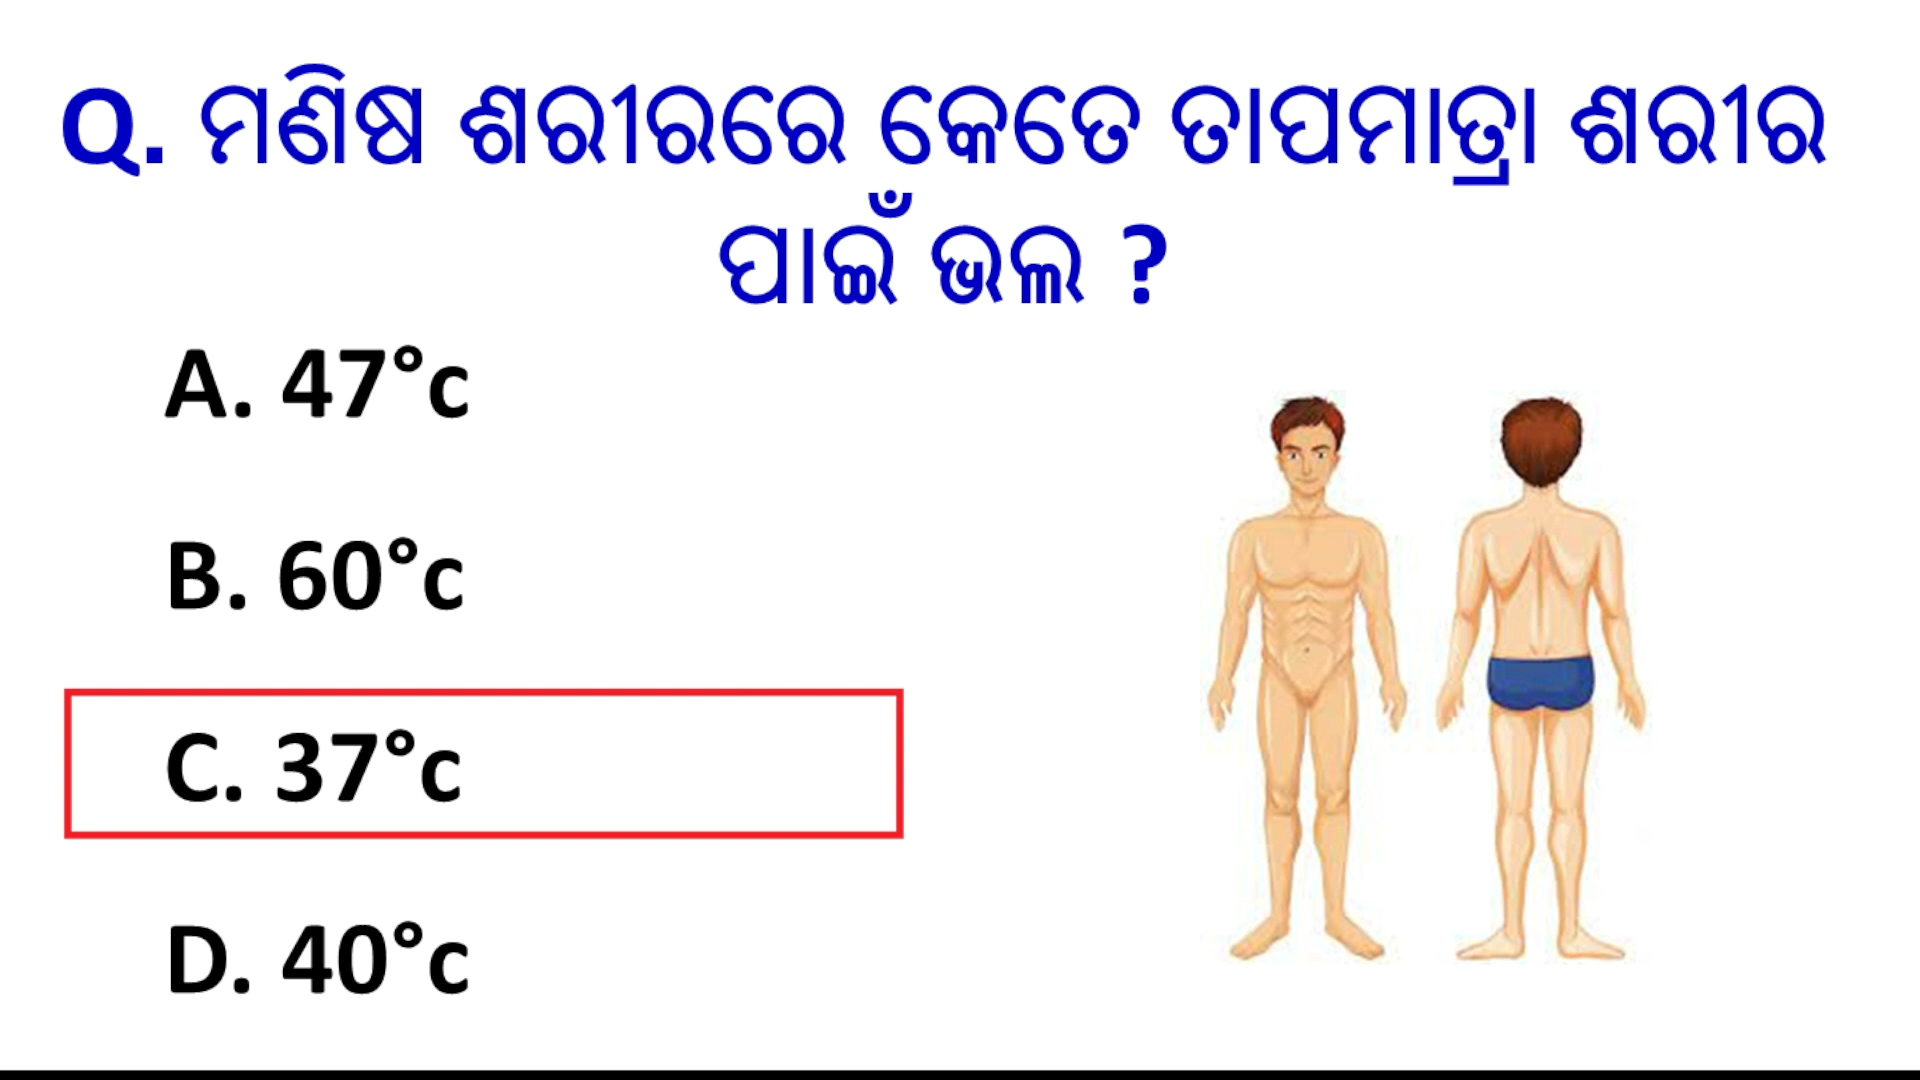 Q. ମଣିଷ ଶରୀରରେ କେତେ ତାପମାତ୍ରା ଶରୀର
ପାଇଁ ଭଲ ?
A. 47°c
B. 60°c
C. 37°c
D. 40°c